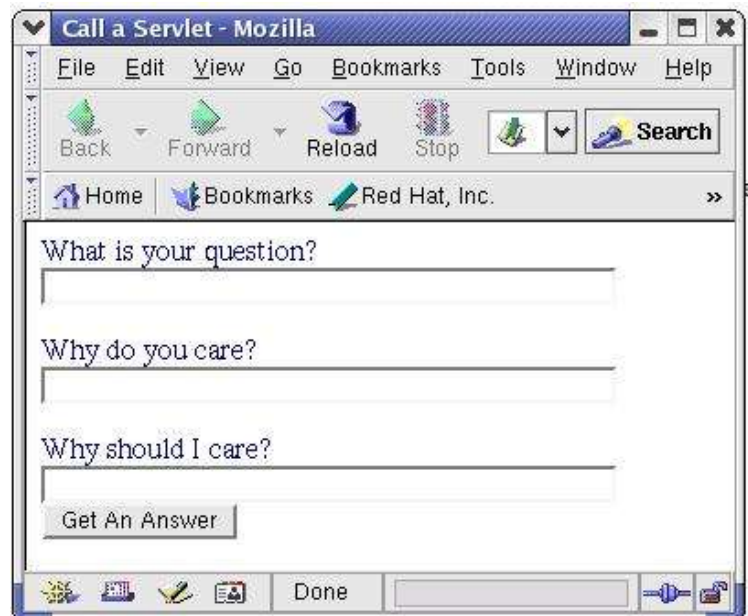 Call a Servlet - Mozilla
File Edit View Go Bookmarks Tools Window Help
Back Forward Reload Stop Search
Home Bookmarks Red Hat, Inc. »
What is your question?
Why do you care?
Why should I care?
Get An Answer
Done